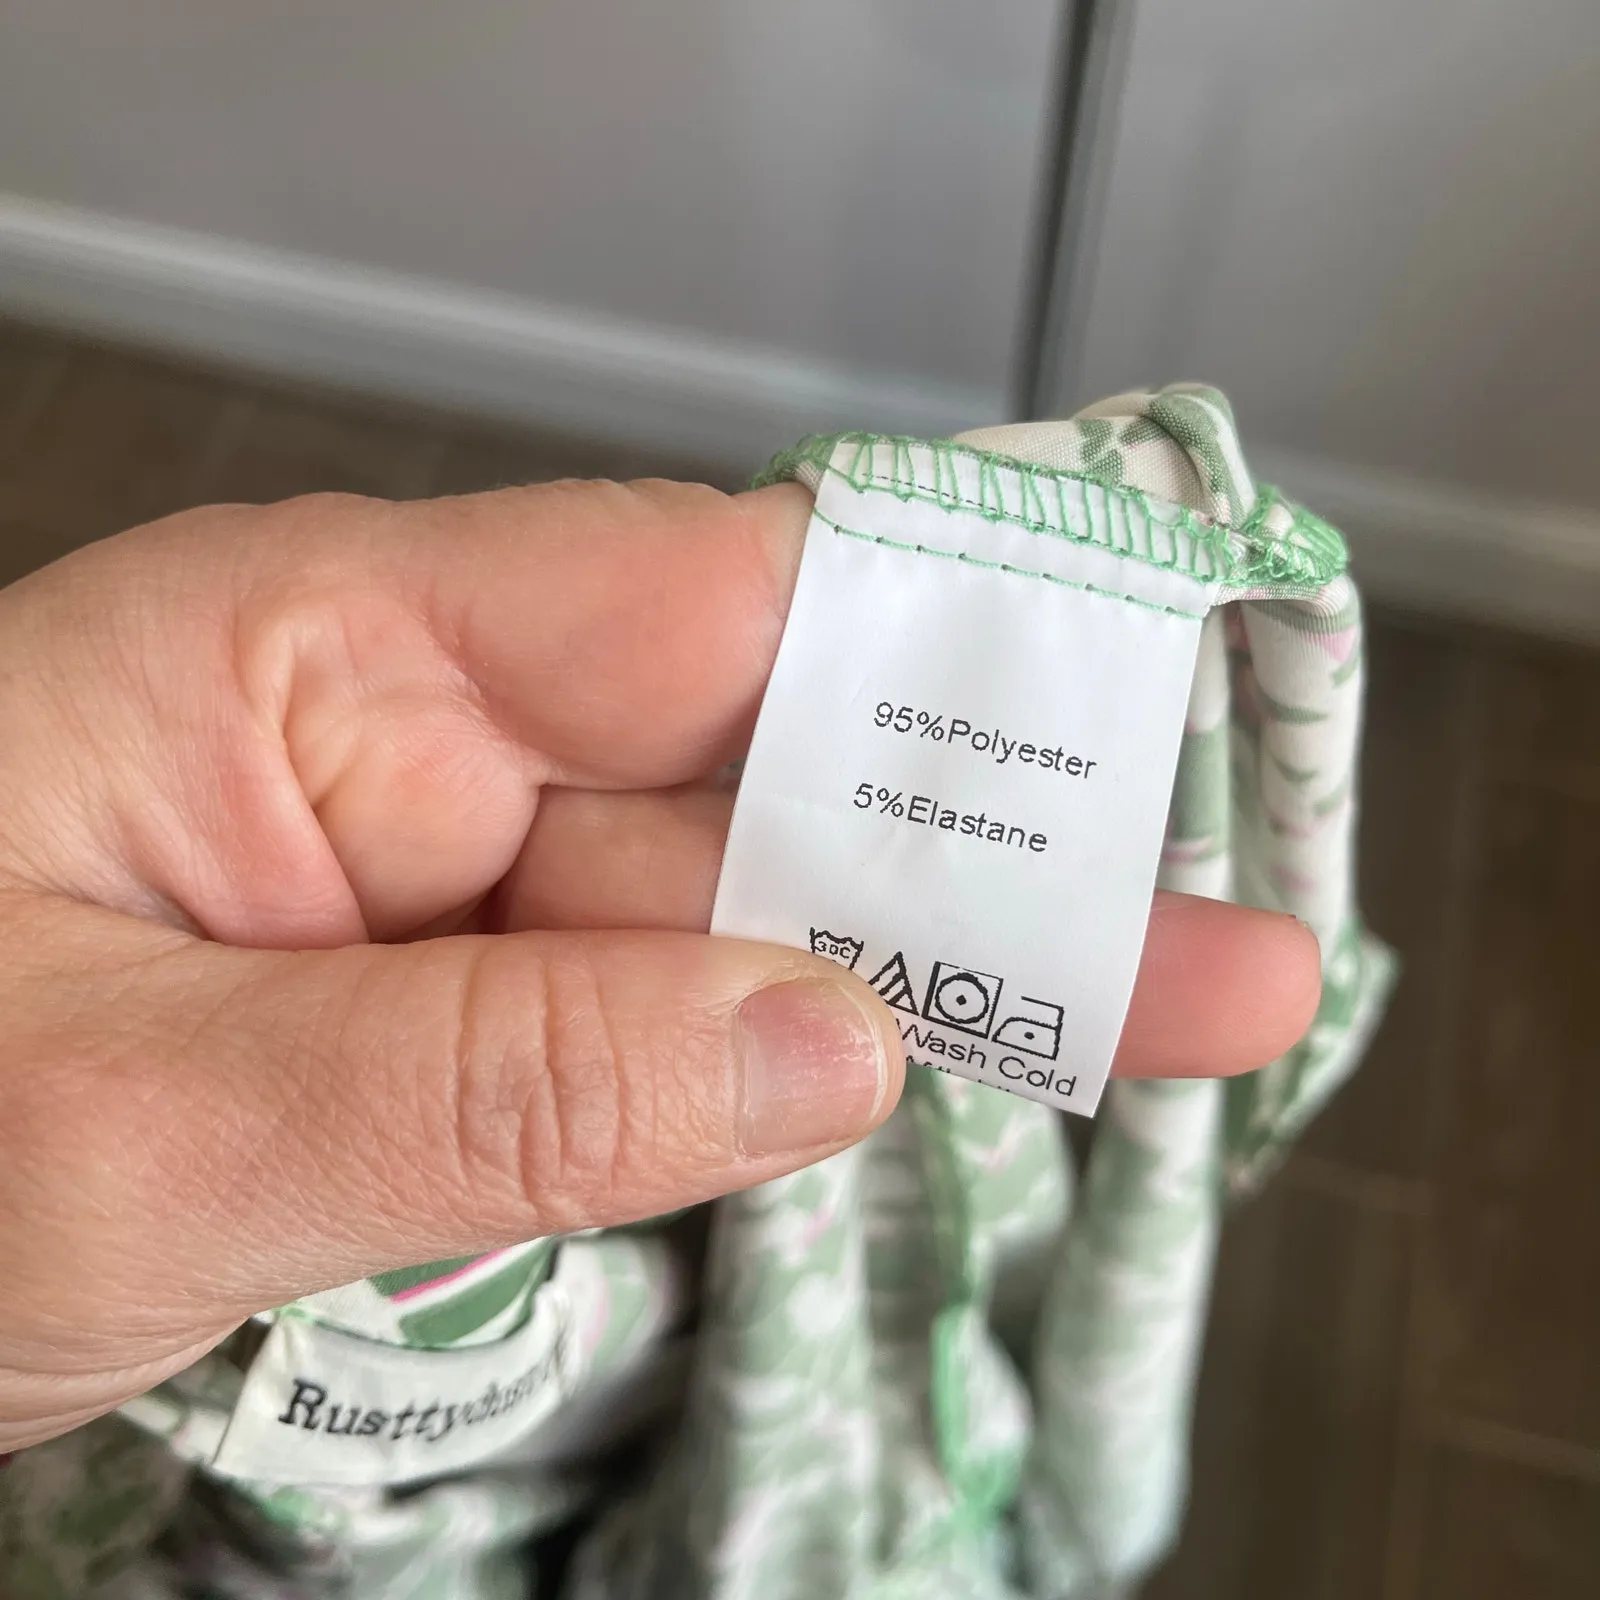 95%Polyester
5%Elastane
30C
Wash Cold